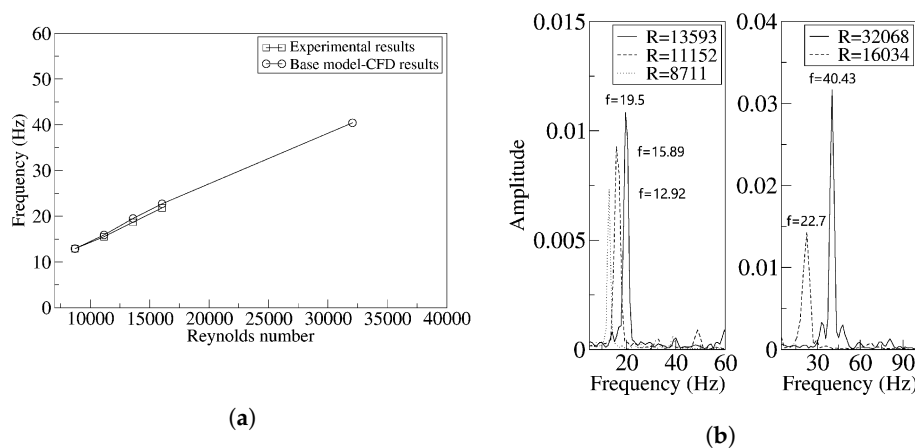 60
50
40
30
20
10
0
Frequency (Hz)
Experimental results
Base model-CFD results
10000 15000 20000 25000 30000 35000 40000
Reynolds number
(a)
0.015
0.01
0.005
0
Amplitude
R=13593
R=11152
R=8711
f=19.5
f=15.89
f=12.92
20 40 60
Frequency (Hz)
0.04
0.03
0.02
0.01
0
R=32068
R=16034
f=40.43
f=22.7
30 60 90
Frequency (Hz)
(b)